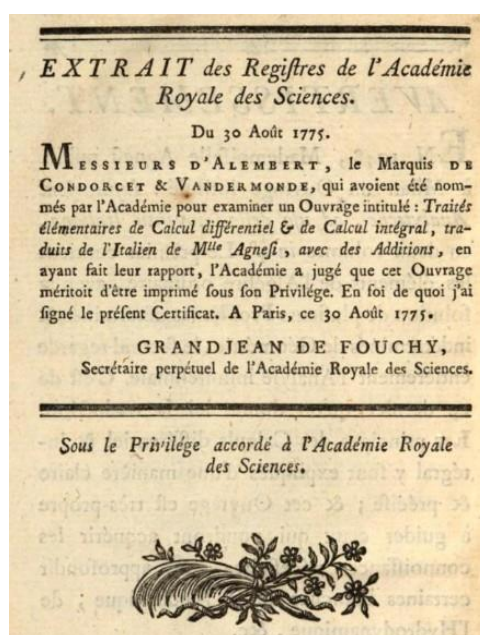 EXTRAIT des Regiſtres de l'Académie
Royale des Sciences.
Du 30 Août 1775.
MESSIEURS D'ALEMBERT, le Marquis DE
CONDORCET & VANDERMONDE, qui avoient été nom-
més par l'Académie pour examiner un Ouvrage intitulé : Traités
élémentaires de Calcul différentiel & de Calcul intégral, tra-
duits de l'Italien de Mlle Agneſi, avec des Additions, en
ayant fait leur rapport, l'Académie a jugé que cet Ouvrage
méritoit d'être imprimé ſous ſon Privilége. En foi de quoi j'ai
ſigné le préſent Certificat. A Paris, ce 30 Août 1775.
GRANDJEAN DE FOUCHY,
Secrétaire perpétuel de l'Académie Royale des Sciences.
Sous le Privilége accordé à l'Académie Royale
des Sciences.